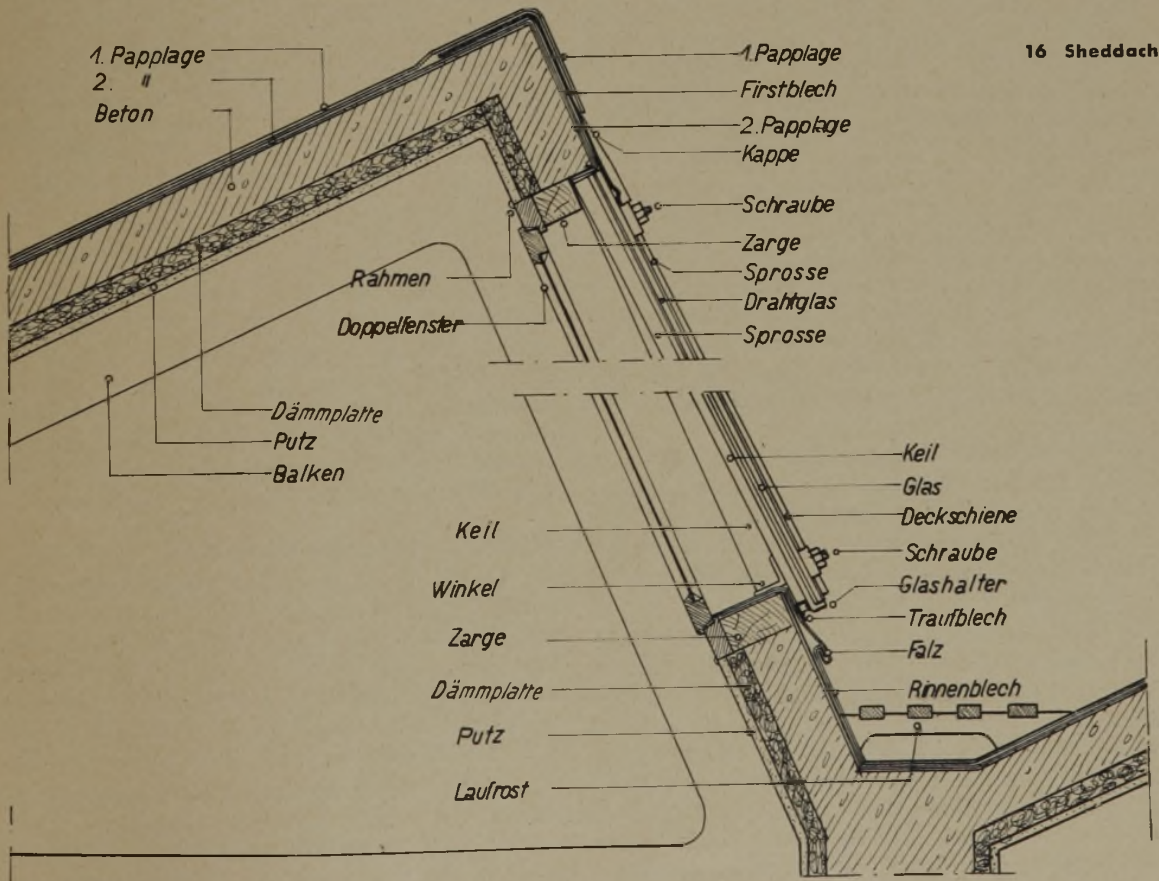 1. Papplage
2. "
Beton
1. Papplage
Firstblech
2. Papplage
Kappe
Schraube
Zarge
Sprosse
Drahtglas
Sprosse
16 Sheddach
Rahmen
Doppelfenster
Dämmplatte
Putz
Balken
Keil
Winkel
Zarge
Dämmplatte
Putz
Laufrost
Keil
Glas
Deckschiene
Schraube
Glashalter
Traufblech
Falz
Rinnenblech